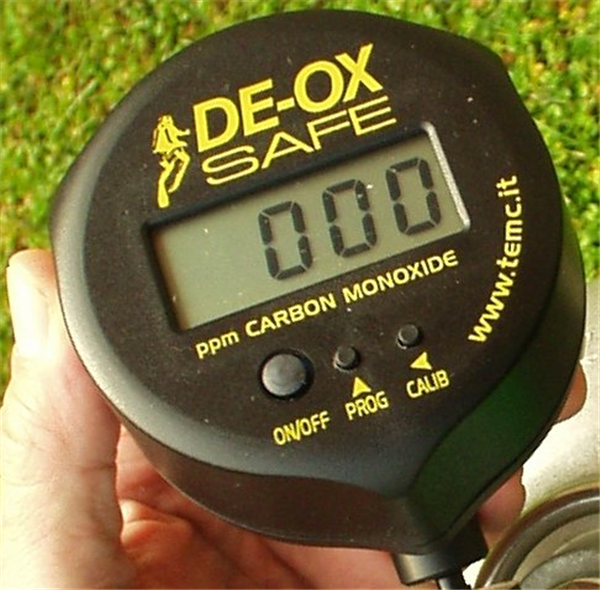 DE-OX
SAFE
000
ppm CARBON MONOXIDE
www.temc.it
ON/OFF PROG CALIB